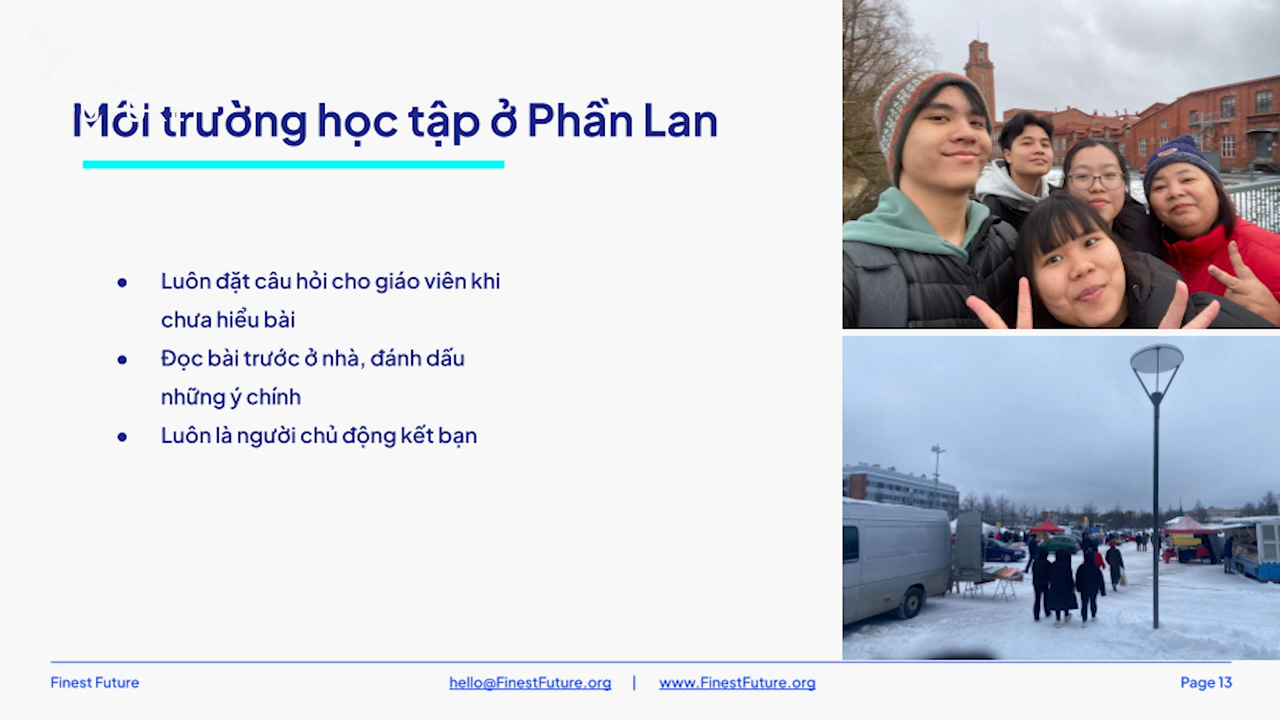 Môi trường học tập ở Phần Lan
● Luôn đặt câu hỏi cho giáo viên khi
chưa hiểu bài
● Đọc bài trước ở nhà, đánh dấu
những ý chính
● Luôn là người chủ động kết bạn
Finest Future hello@FinestFuture.org | www.FinestFuture.org Page 13